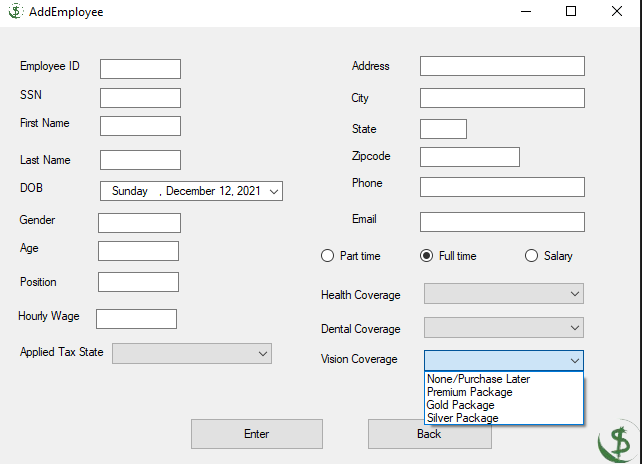 AddEmployee
Employee ID
SSN
First Name
Last Name
DOB
Sunday , December 12, 2021
Gender
Age
Position
Hourly Wage
Applied Tax State
Address
City
State
Zipcode
Phone
Email
Part time Full time Salary
Health Coverage
Dental Coverage
Vision Coverage
None/Purchase Later
Premium Package
Gold Package
Silver Package
Enter Back